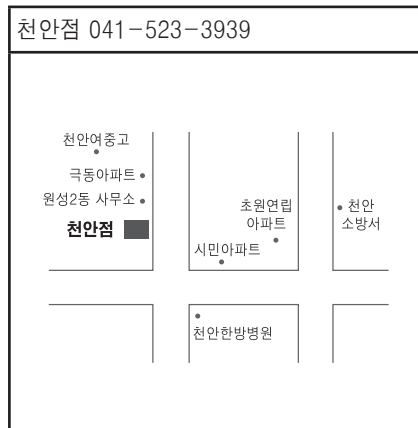 천안점 041-523-3939
천안여중고
극동아파트
원성2동 사무소
천안점
초원연립
아파트
시민아파트
천안
소방서
천안한방병원